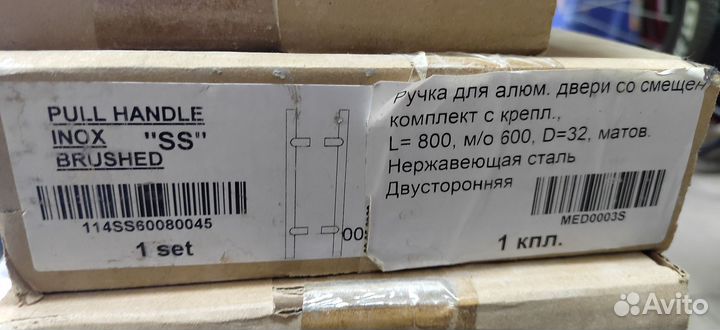 PULL HANDLE
INOX "SS"
BRUSHED
114SS60080045
1 set
00
Ручка для алюм. двери со смещен
комплект с крепл.,
L= 800, м/о 600, D=32, матов.
Нержавеющая сталь
Двусторонняя
MED0003S
1 кпл.
Avito